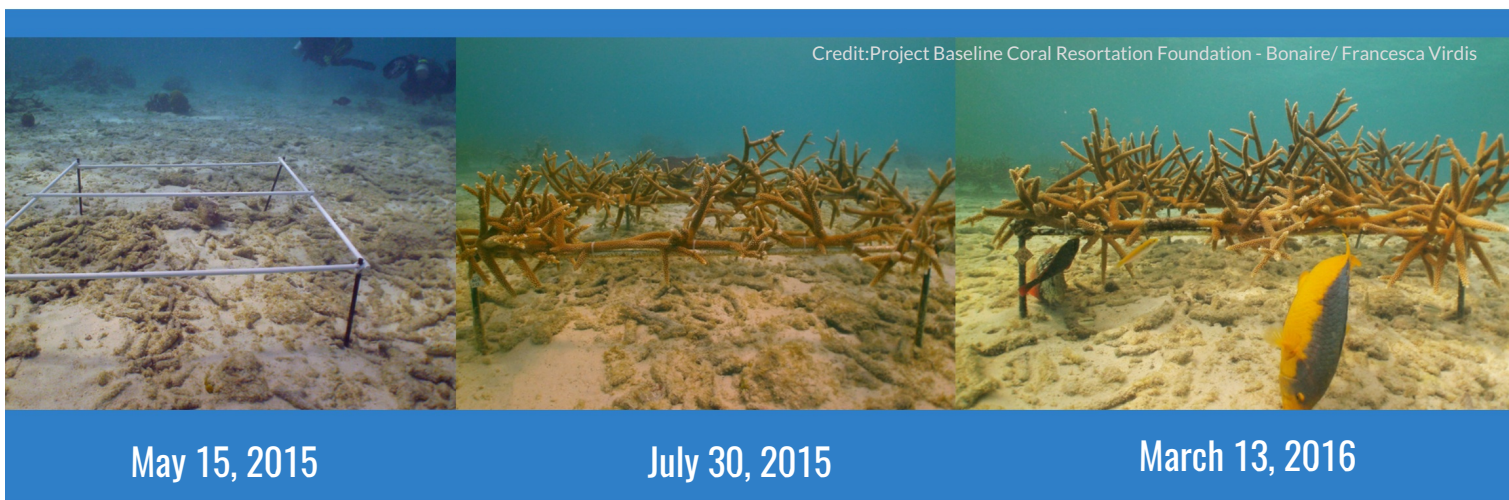 Credit:Project Baseline Coral Resortation Foundation - Bonaire/ Francesca Virdis
May 15, 2015
July 30, 2015
March 13, 2016